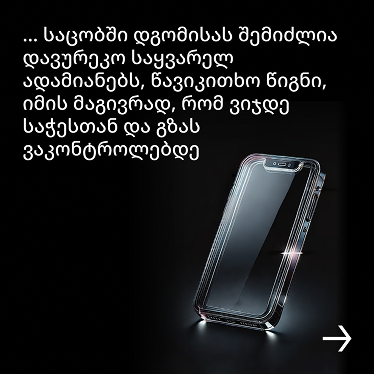 ... საცობში დგომისას შემიძლია
დავურეკო საყვარელ
ადამიანებს, წავიკითხო წიგნი,
იმის მაგივრად, რომ ვიჯდე
საჭესთან და გზას
ვაკონტროლებდე